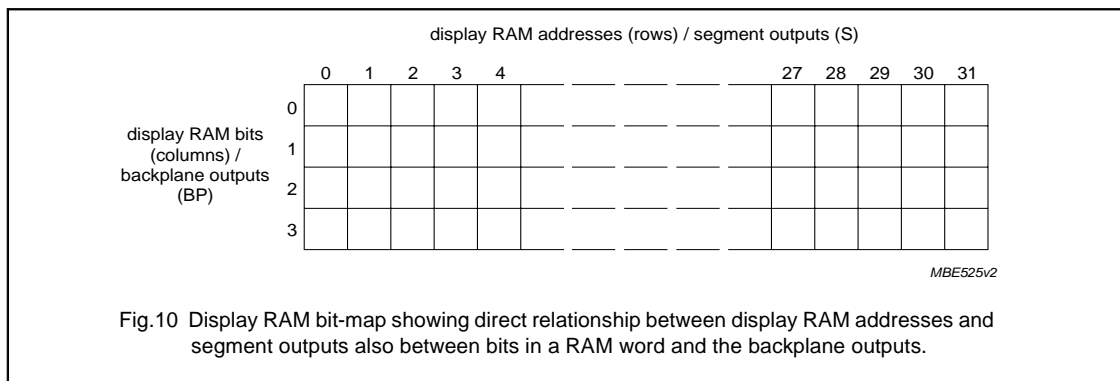 display RAM addresses (rows) / segment outputs (S)
0 1 2 3 4 27 28 29 30 31
0
display RAM bits
1
(columns) /
backplane outputs
2
(BP)
3
MBE525v2
Fig.10 Display RAM bit-map showing direct relationship between display RAM addresses and
segment outputs also between bits in a RAM word and the backplane outputs.